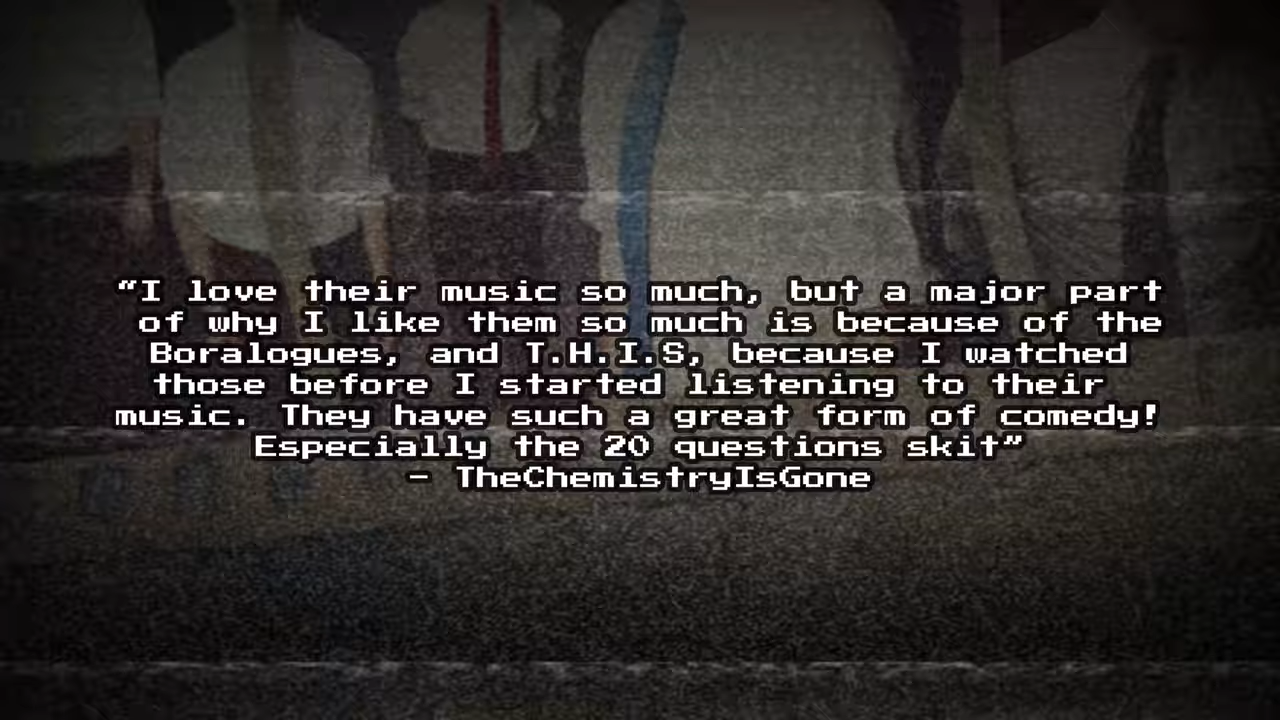 “I love their music so much, but a major part
of why I like them so much is because of the
Boralogues, and T.H.I.S, because I watched
those before I started listening to their
music. They have such a great form of comedy!
Especially the 20 questions skit”
- TheChemistryIsGone